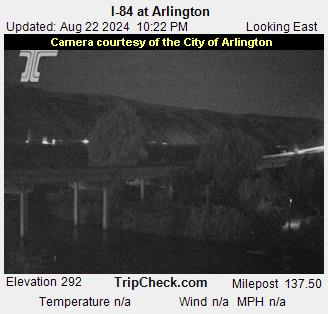 I-84 at Arlington
Updated: Aug 22 2024 10:22 PM Looking East
Camera courtesy of the City of Arlington
Elevation 292 TripCheck.com Milepost 137.50
Temperature n/a Wind n/a MPH n/a